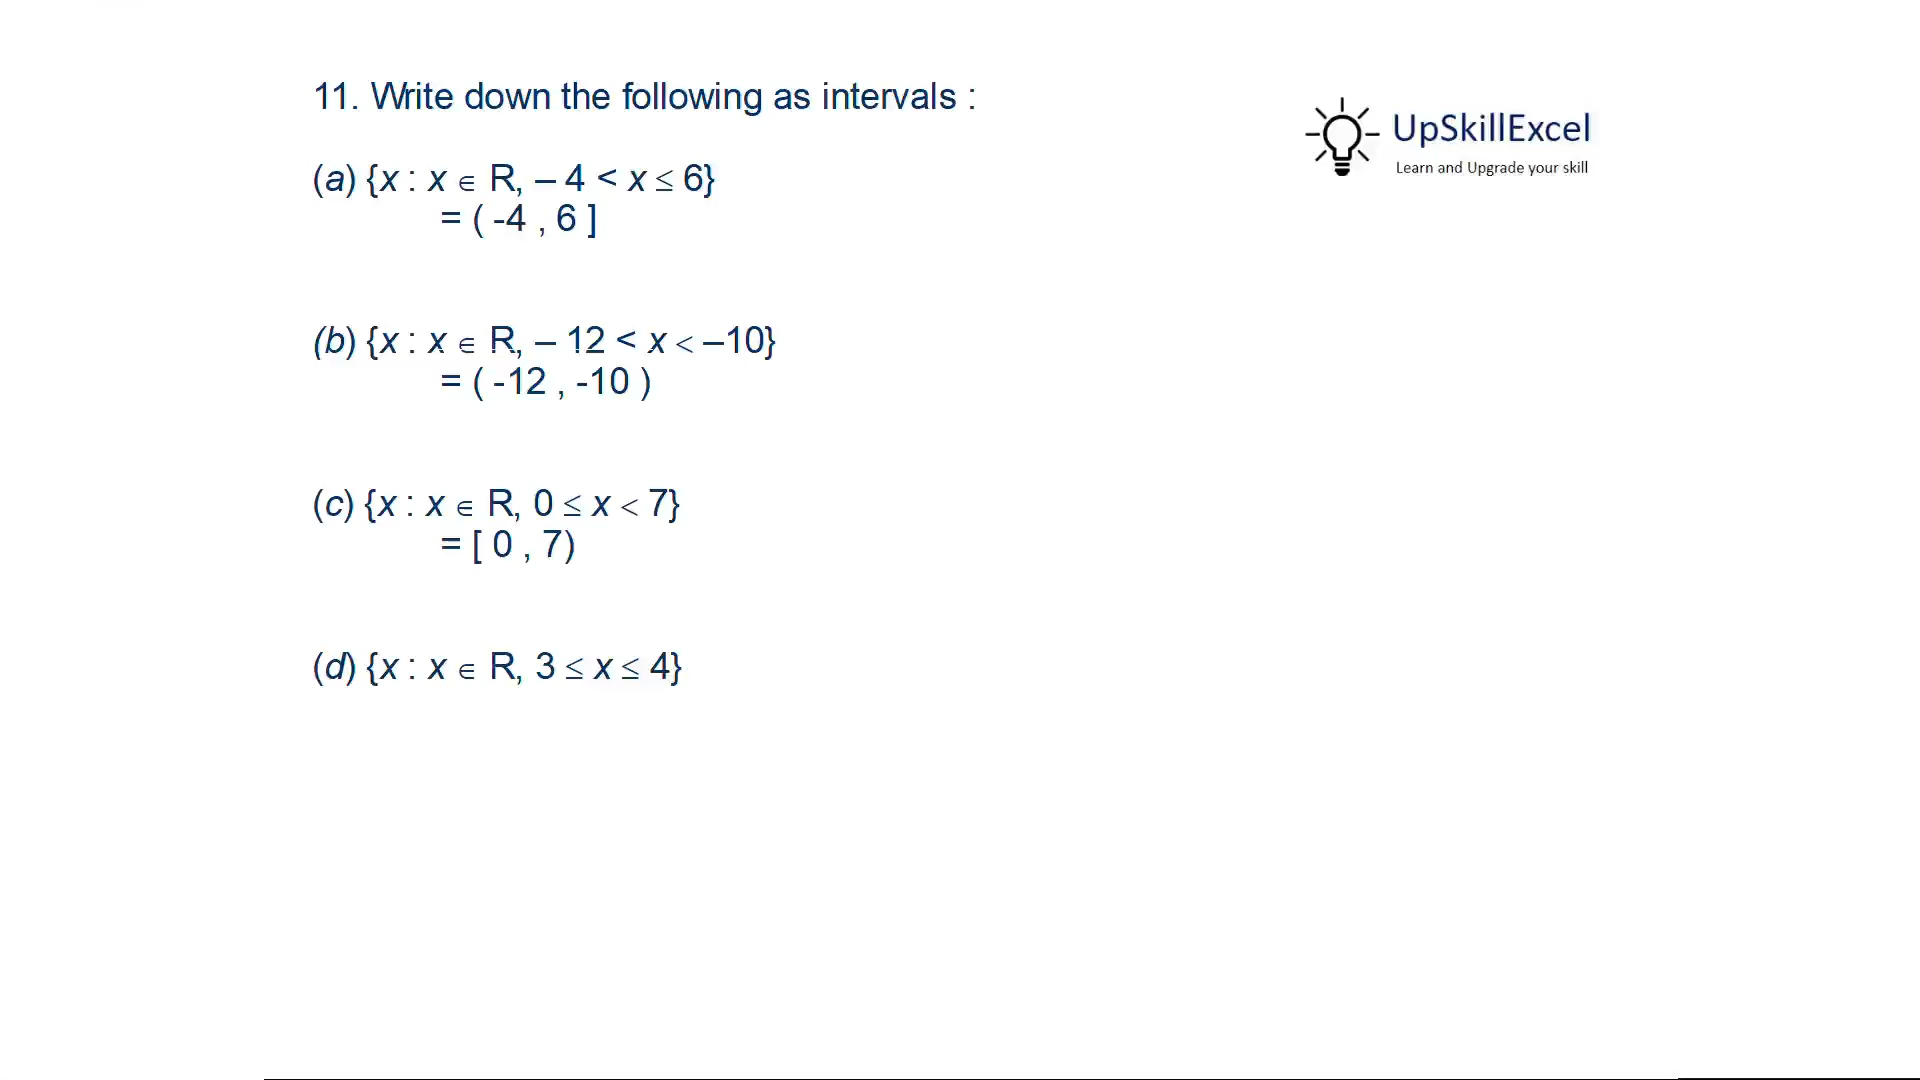 11. Write down the following as intervals :
UpSkillExcel
Learn and Upgrade your skill
(a) {x : x ∈ R, – 4 < x ≤ 6}
= ( -4 , 6 ]
(b) {x : x ∈ R, – 12 < x < –10}
= ( -12 , -10 )
(c) {x : x ∈ R, 0 ≤ x < 7}
= [ 0 , 7)
(d) {x : x ∈ R, 3 ≤ x ≤ 4}